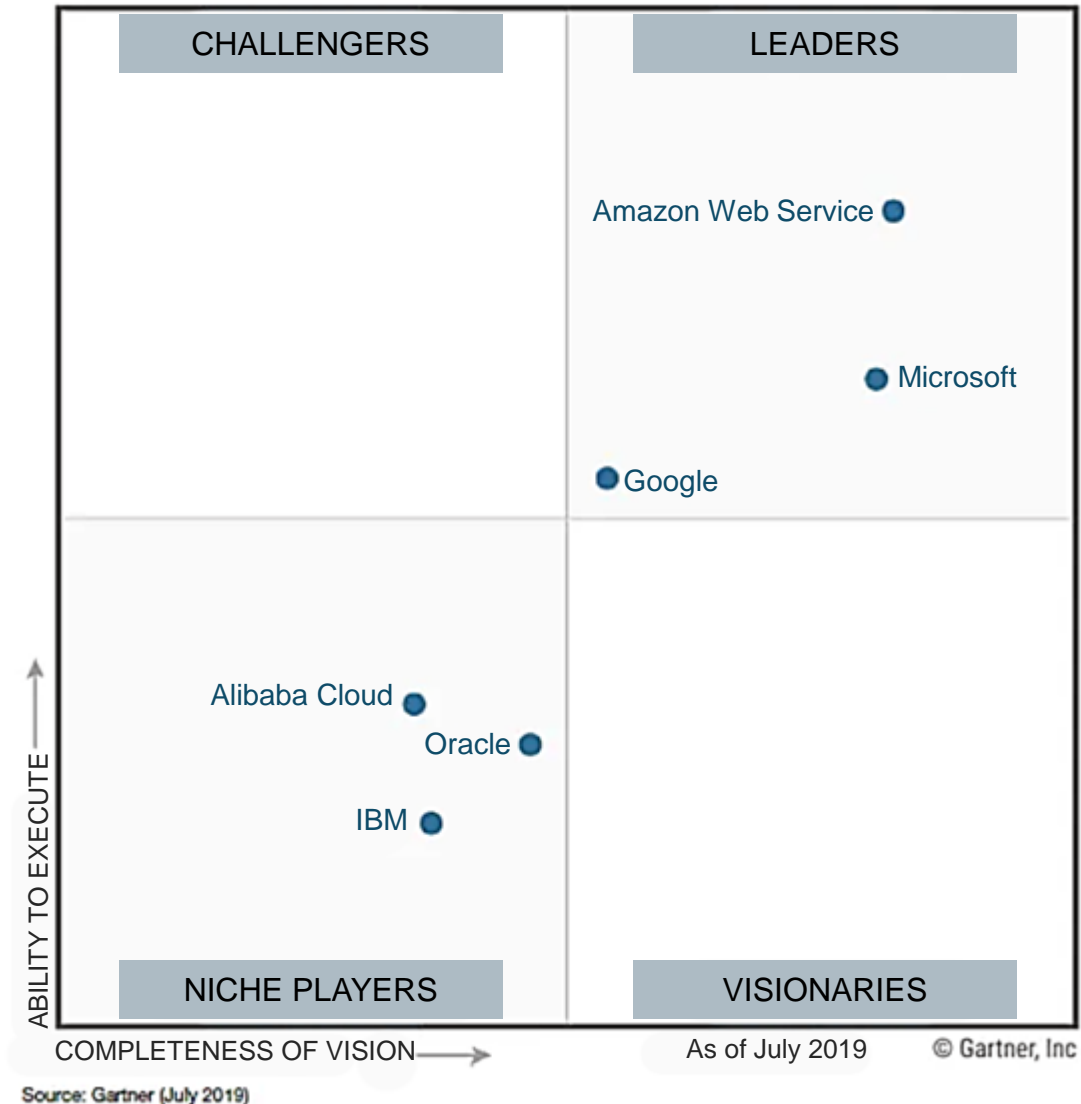 CHALLENGERS
LEADERS
Amazon Web Service
Microsoft
Google
Alibaba Cloud
Oracle
IBM
ABILITY TO EXECUTE
NICHE PLAYERS
VISIONARIES
COMPLETENESS OF VISION
As of July 2019
© Gartner, Inc
Source: Gartner (July 2019)